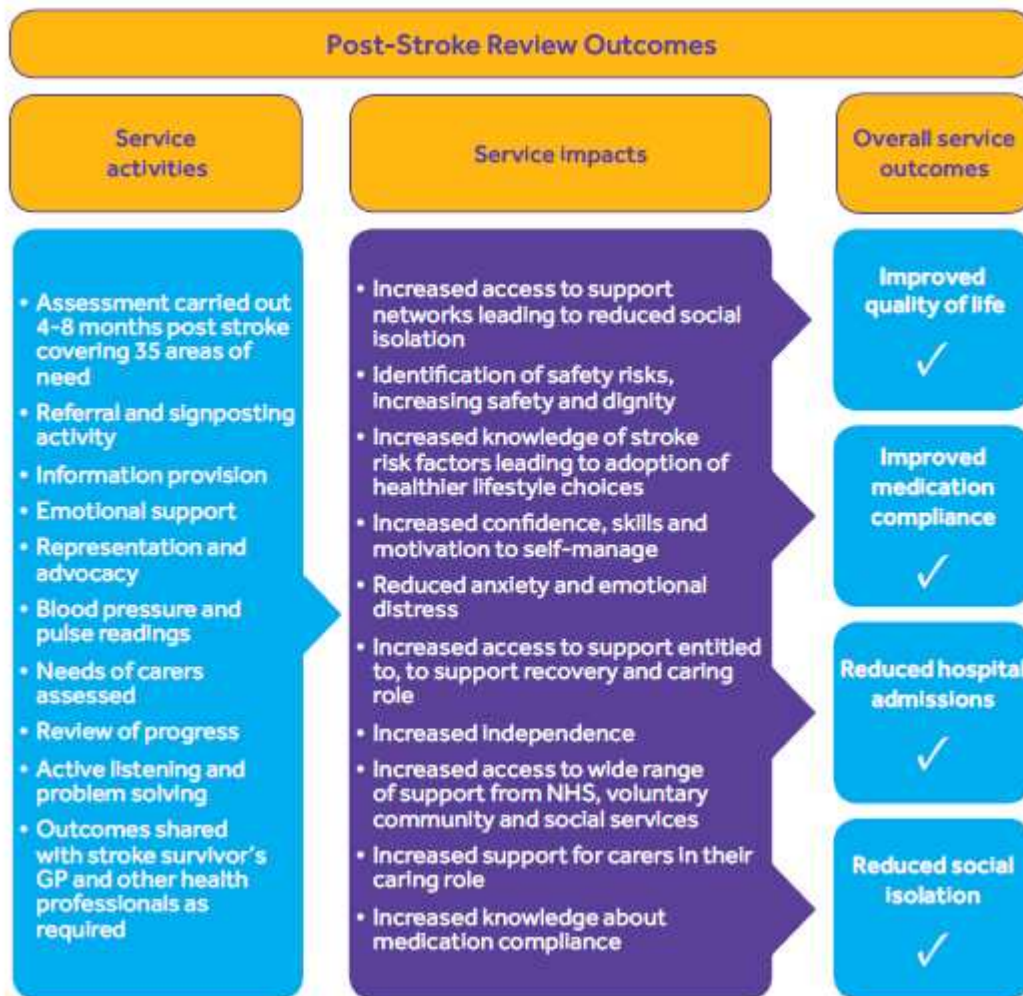 Post-Stroke Review Outcomes
Service
activities
Service impacts
Overall service
outcomes
• Assessment carried out
4-8 months post stroke
covering 35 areas of
need
• Referral and signposting
activity
• Information provision
• Emotional support
• Representation and
advocacy
• Blood pressure and
pulse readings
• Needs of carers
assessed
• Review of progress
• Active listening and
problem solving
• Outcomes shared
with stroke survivor's
GP and other health
professionals as
required
• Increased access to support
networks leading to reduced social
isolation
• Identification of safety risks,
increasing safety and dignity
• Increased knowledge of stroke
risk factors leading to adoption of
healthier lifestyle choices
• Increased confidence, skills and
motivation to self-manage
• Reduced anxiety and emotional
distress
• Increased access to support entitled
to, to support recovery and caring
role
• Increased independence
• Increased access to wide range
of support from NHS, voluntary
community and social services
• Increased support for carers in their
caring role
• Increased knowledge about
medication compliance
Improved
quality of life
✓
Improved
medication
compliance
✓
Reduced hospital
admissions
✓
Reduced social
isolation
✓